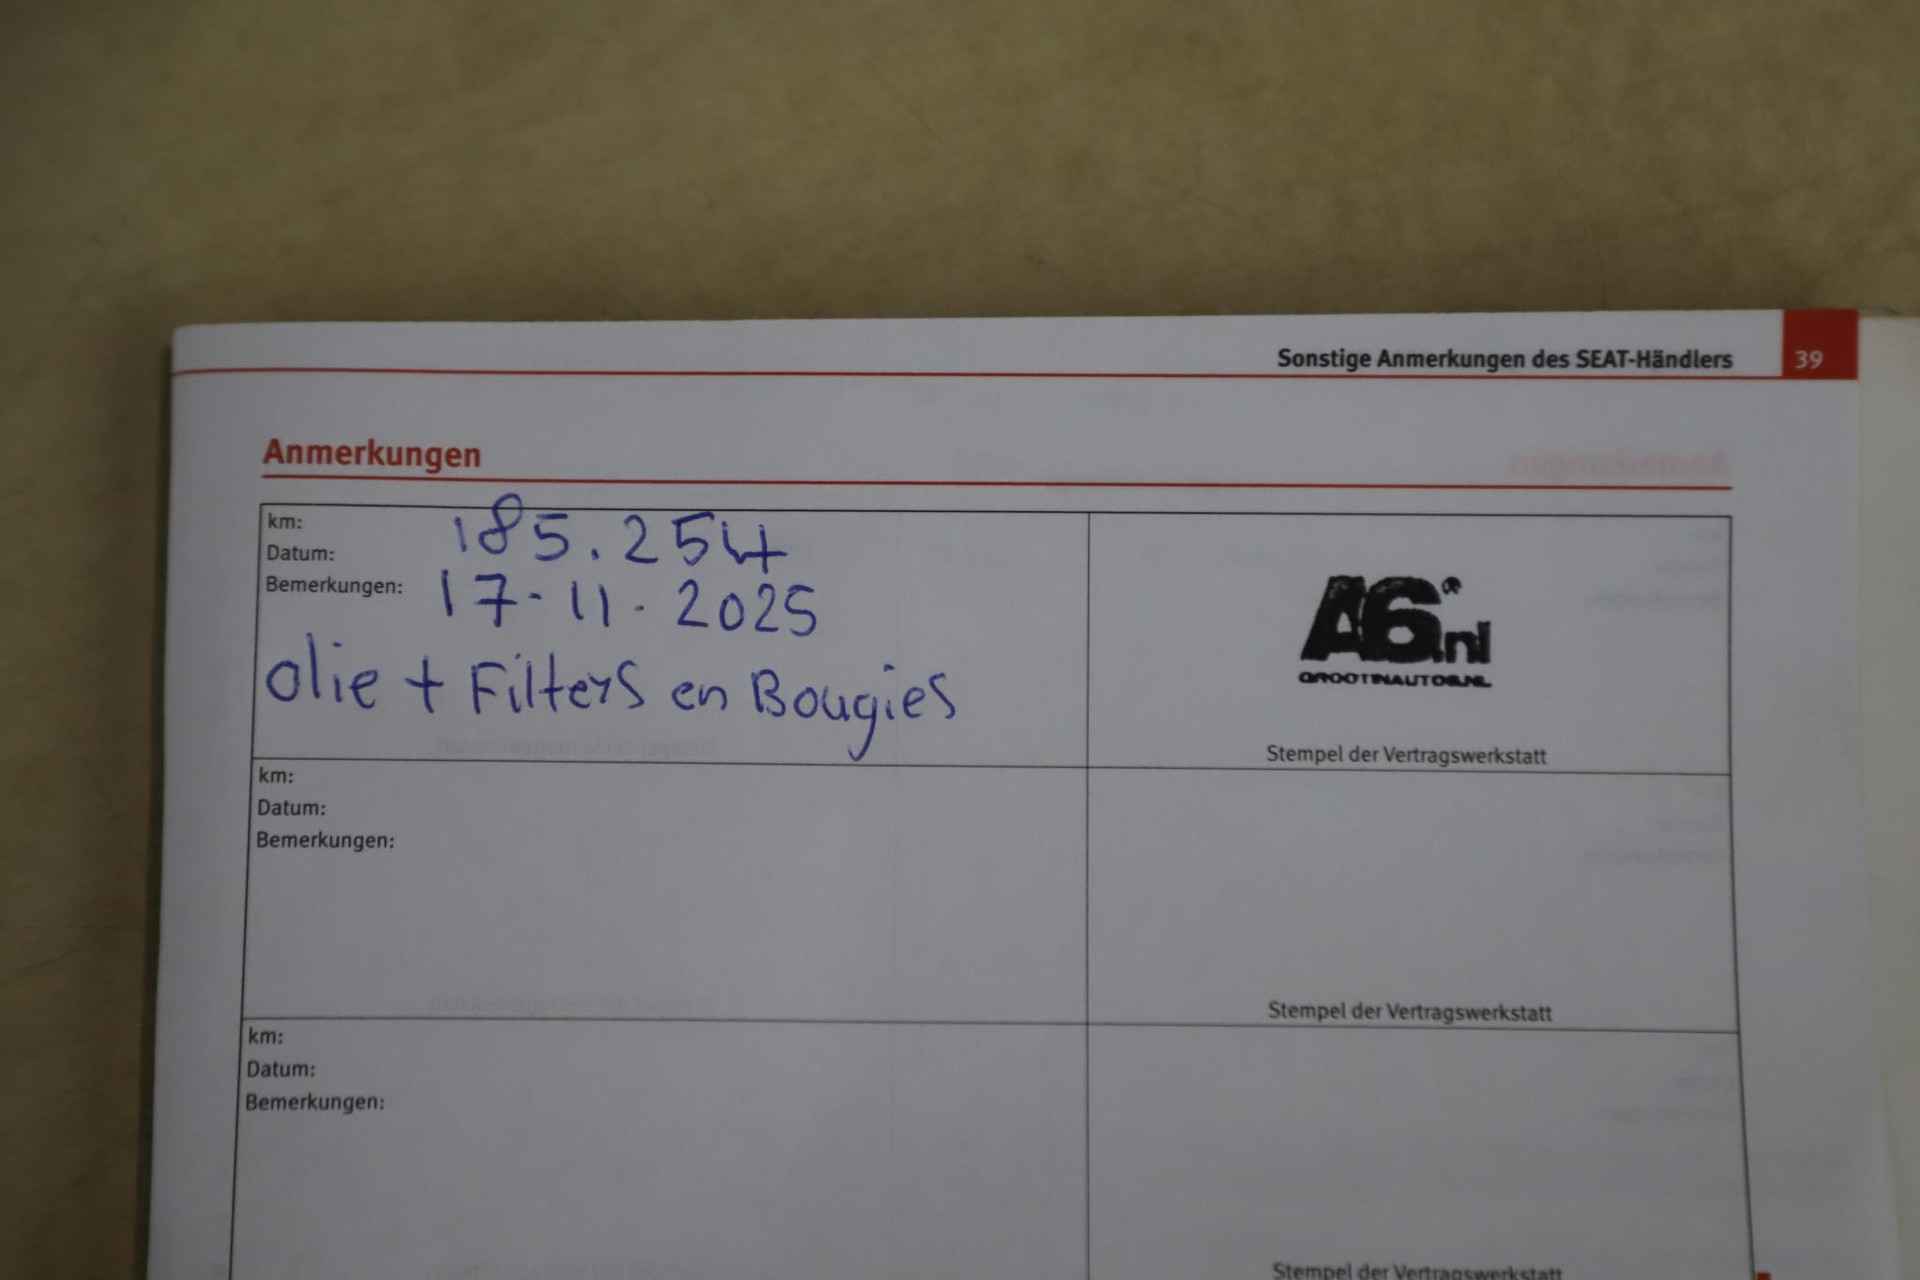 Sonstige Anmerkungen des SEAT-Händlers 39
Anmerkungen
km: 185.254
Datum: 17-11-2025
Bemerkungen:
olie + Filters en Bougies
A6.nl
GROOTINAUTOS.NL
Stempel der Vertragswerkstatt
km:
Datum:
Bemerkungen:
Stempel der Vertragswerkstatt
km:
Datum:
Bemerkungen:
Stempel der Vertragswerkstatt